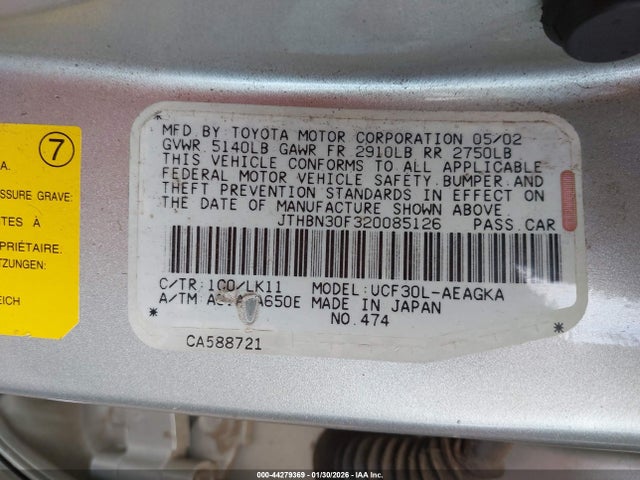 MFD.BY TOYOTA MOTOR CORPORATION 05/02
GVWR 5140LB GAWR FR 2910LB RR 2750LB
THIS VEHICLE CONFORMS TO ALL APPLICABLE
FEDERAL MOTOR VEHICLE SAFETY,BUMPER,AND
THEFT PREVENTION STANDARDS IN EFFECT ON
THE DATE OF MANUFACTURE SHOWN ABOVE.
JTHBN30F320085126 PASS.CAR
C/TR:1C0/LK11 MODEL:UCF30L-AEAGKA
A/TM: A650E MADE IN JAPAN
NO.474
CA588721
7
A.
ESSURE GRAVE:
TES À
PRIÉTAIRE.
EICH
000-44279369 - 01/30/2026 - IAA Inc.